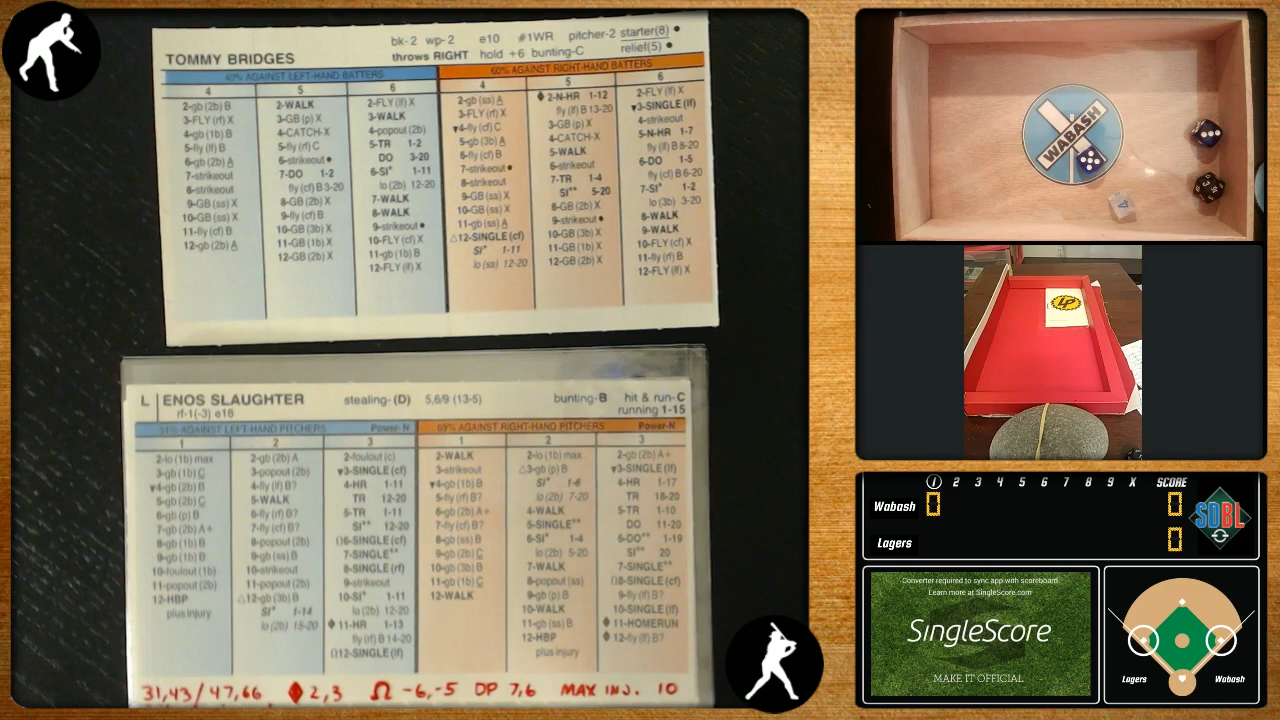 TOMMY BRIDGES
bk-2 wp-2 e10 #1WR pitcher-2 starter(8) ●
throws RIGHT hold +6 bunting-C relief(5) ●
40% AGAINST LEFT-HAND BATTERS
4
2-gb (2b) B
3-FLY (rf) X
4-gb (1b) B
5-fly (lf) B
6-gb (2b) A
7-strikeout
8-strikeout
9-GB (ss) X
10-GB (ss) X
11-fly (cf) B
12-gb (2b) A
5
2-WALK
3-GB (p) X
4-CATCH-X
5-fly (rf) C
6-strikeout●
7-DO 1-2
fly (cf) B 3-20
8-GB (2b) X
9-fly (cf) B
10-GB (3b) X
11-GB (1b) X
12-GB (2b) X
6
2-FLY (lf) X
3-WALK
4-popout (2b)
5-TR 1-2
DO 3-20
6-SI* 1-11
lo (2b) 12-20
7-WALK
8-WALK
9-strikeout●
10-FLY (cf) X
11-gb (1b) B
12-FLY (lf) X
60% AGAINST RIGHT-HAND BATTERS
4
2-gb (ss) A
3-FLY (rf) X
▼4-fly (cf) C
5-gb (3b) A
6-fly (cf) B
7-strikeout●
8-strikeout
9-GB (ss) X
10-GB (ss) X
11-gb (ss) A
△12-SINGLE (cf)
SI* 1-11
lo (ss) 12-20
5
♦ 2-N-HR 1-12
fly (lf) B 13-20
3-GB (p) X
4-CATCH-X
5-WALK
6-strikeout
7-TR 1-4
SI** 5-20
8-GB (2b) X
9-strikeout●
10-GB (3b) X
11-GB (1b) X
12-GB (2b) X
6
2-FLY (lf) X
▼3-SINGLE (lf)
4-strikeout
5-N-HR 1-7
fly (lf) B 8-20
6-DO 1-5
fly (cf) B 6-20
7-SI* 1-2
lo (3b) 3-20
8-WALK
9-WALK
10-FLY (cf) X
11-fly (rf) B
12-FLY (lf) X
L ENOS SLAUGHTER stealing-(D) 5,6/9 (13-5) bunting-B hit & run-C
rf-1(-3) e16 running 1-15
31% AGAINST LEFT-HAND PITCHERS Power-N
1
2-lo (1b) max
3-gb (1b) C
▼4-gb (2b) B
5-gb (2b) C
6-gb (p) B
7-gb (2b) A+
8-gb (1b) B
9-gb (1b) B
10-foulout (1b)
11-popout (2b)
12-HBP
plus injury
2
2-gb (2b) A
3-popout (2b)
4-fly (lf) B?
5-WALK
6-fly (rf) B?
7-fly (cf) B?
8-popout (2b)
9-gb (ss) B
10-strikeout
11-popout (2b)
△12-gb (3b) B
SI* 1-14
lo (2b) 15-20
3
2-foulout (c)
▼3-SINGLE (cf)
4-HR 1-11
TR 12-20
5-TR 1-11
SI** 12-20
Ω6-SINGLE (cf)
7-SINGLE**
8-SINGLE (rf)
9-strikeout
10-SI* 1-11
lo (2b) 12-20
♦ 11-HR 1-13
fly (rf) B 14-20
Ω12-SINGLE (lf)
69% AGAINST RIGHT-HAND PITCHERS Power-N
1
2-WALK
3-strikeout
▼4-gb (1b) B
5-fly (rf) B?
6-gb (2b) A+
7-fly (cf) B?
8-gb (ss) B
9-gb (2b) C
10-gb (3b) B
11-gb (1b) C
12-WALK
2
2-lo (1b) max
△3-gb (p) B
SI* 1-6
lo (2b) 7-20
4-WALK
5-SINGLE**
6-SI* 1-4
lo (2b) 5-20
7-WALK
8-popout (ss)
9-gb (p) B
10-WALK
11-gb (ss) B
12-HBP
plus injury
3
2-gb (2b) A+
▼3-SINGLE (lf)
4-HR 1-17
TR 18-20
5-TR 1-10
DO 11-20
6-DO** 1-19
SI** 20
7-SINGLE**
Ω8-SINGLE (cf)
9-fly (lf) B?
10-SINGLE (lf)
♦ 11-HOMERUN
♦ 12-fly (lf) B?
31,43 / 47,66 ♦ 2,3 Ω -6,-5 DP 7,6 MAX INJ. 10
WABASH
LP
1 2 3 4 5 6 7 8 9 X SCORE
Wabash 0 0
Lagers 0
SDBL
Converter required to sync app with scoreboard
Learn more at SingleScore.com
SINGLESCORE
MAKE IT OFFICIAL
Lagers Wabash